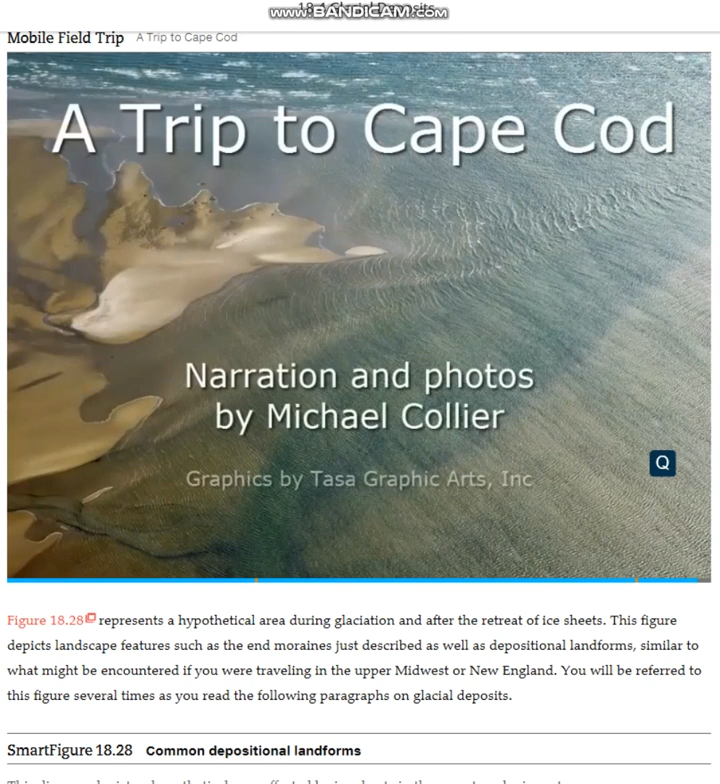 www.BANDICAM.com
Mobile Field Trip A Trip to Cape Cod
A Trip to Cape Cod
Narration and photos
by Michael Collier
Q
Graphics by Tasa Graphic Arts, Inc
Figure 18.28 represents a hypothetical area during glaciation and after the retreat of ice sheets. This figure
depicts landscape features such as the end moraines just described as well as depositional landforms, similar to
what might be encountered if you were traveling in the upper Midwest or New England. You will be referred to
this figure several times as you read the following paragraphs on glacial deposits.
SmartFigure 18.28 Common depositional landforms